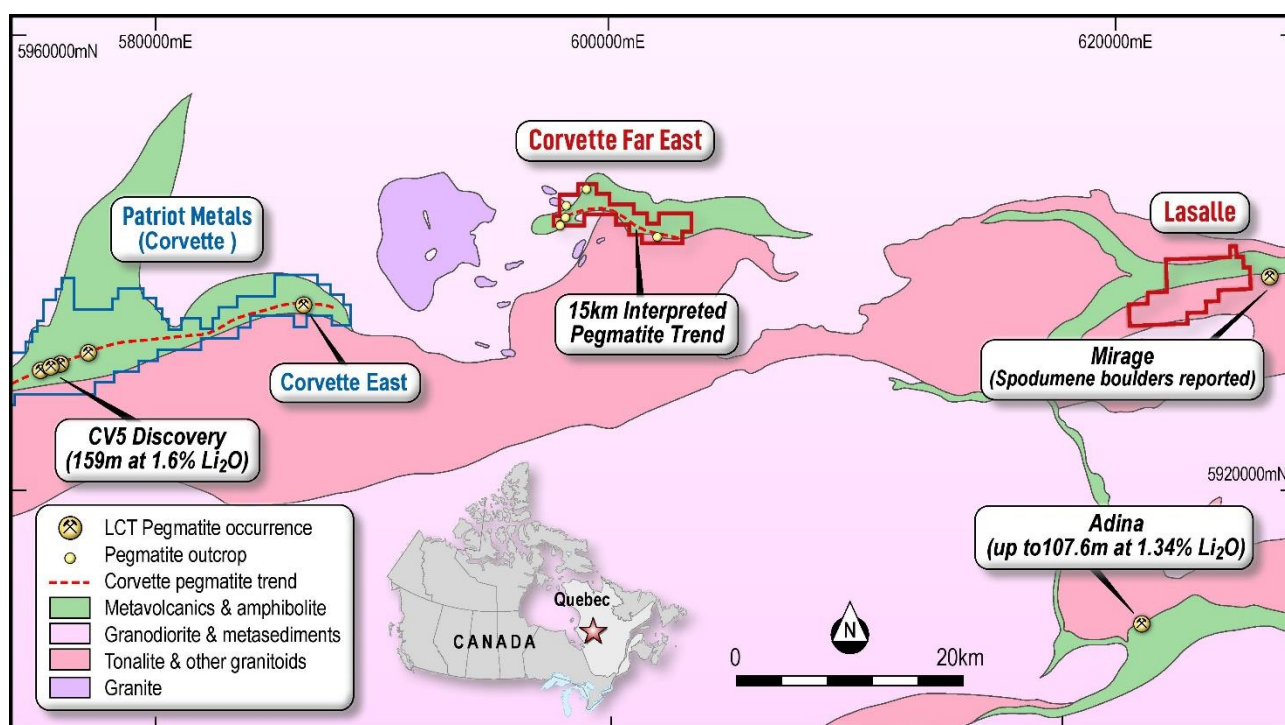 5960000mN
580000mE
600000mE
620000mE
Corvette Far East
Patriot Metals
(Corvette )
Lasalle
15km Interpreted
Pegmatite Trend
Mirage
(Spodumene boulders reported)
Corvette East
CV5 Discovery
(159m at 1.6% Li₂O)
5920000mN
Adina
(up to107.6m at 1.34% Li₂O)
LCT Pegmatite occurrence
Pegmatite outcrop
Corvette pegmatite trend
Metavolcanics & amphibolite
Granodiorite & metasediments
Tonalite & other granitoids
Granite
Quebec
CANADA
N
0 20km